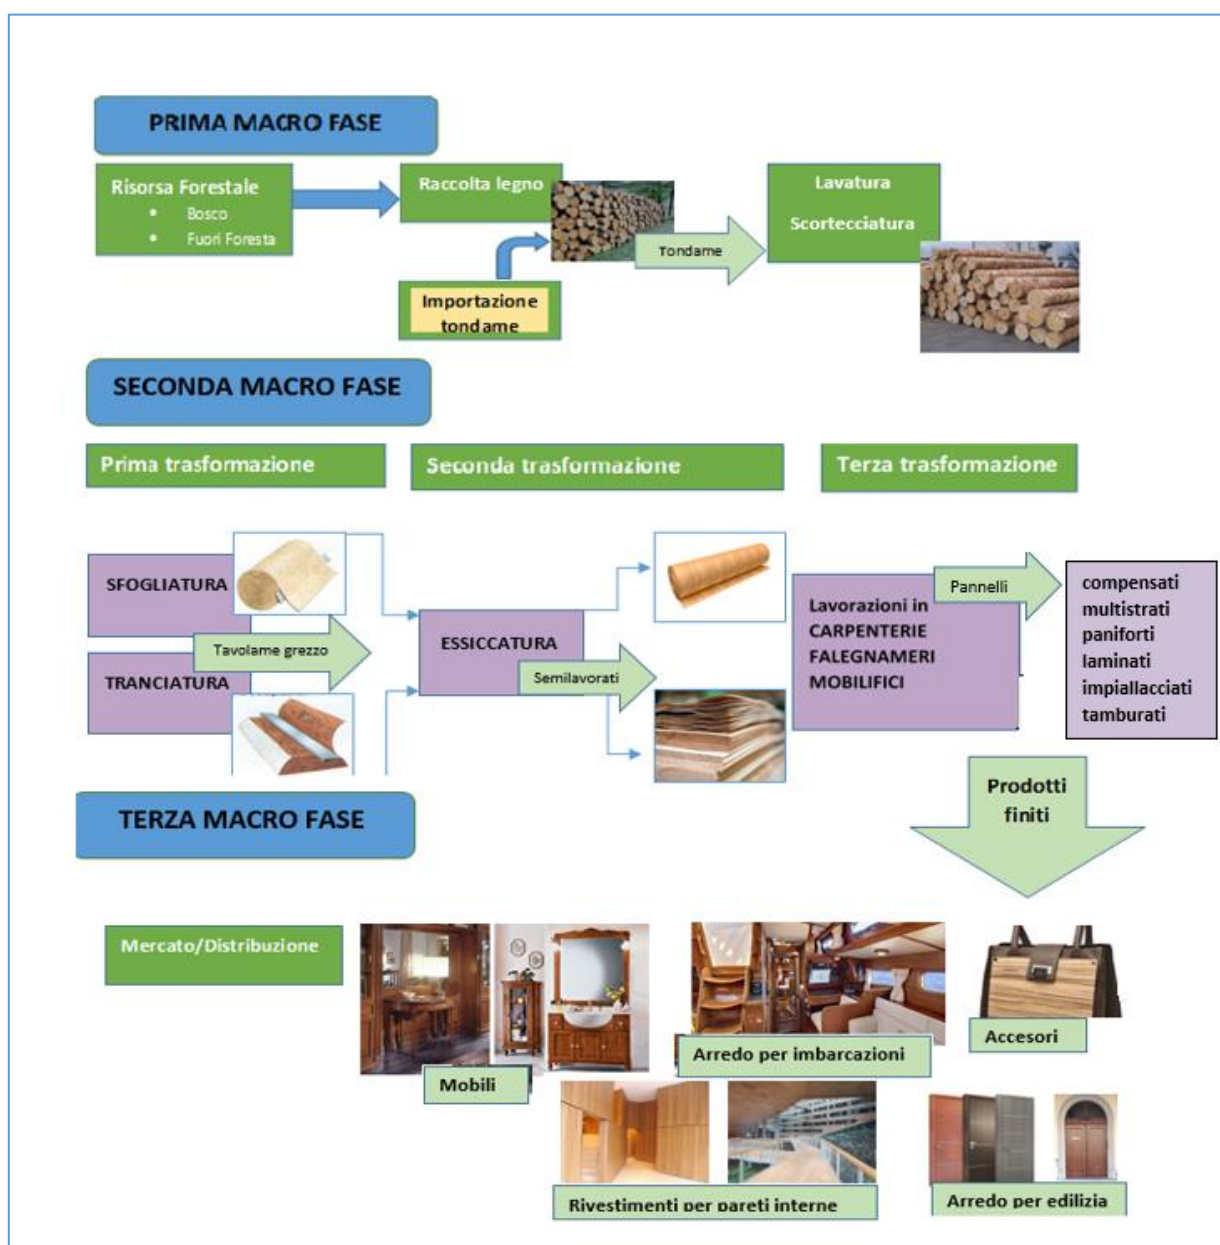 PRIMA MACRO FASE
Risorsa Forestale
• Bosco
• Fuori Foresta
Raccolta legno
Importazione
tondame
Tondame
Lavatura
Scortecciatura
SECONDA MACRO FASE
Prima trasformazione
Seconda trasformazione
Terza trasformazione
SFOGLIATURA
Tavolame grezzo
TRANCIATURA
ESSICCATURA
Semilavorati
Lavorazioni in
CARPENTERIE
FALEGNAMERI
MOBILIFICI
Pannelli
compensati
multistrati
paniforti
laminati
impiallacciati
tamburati
Prodotti
finiti
TERZA MACRO FASE
Mercato/Distribuzione
Mobili
Arredo per imbarcazioni
Accesori
Rivestimenti per pareti interne
Arredo per edilizia